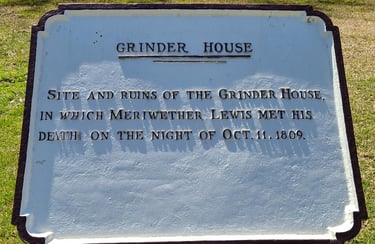 GRINDER HOUSE
SITE AND RUINS OF THE GRINDER HOUSE,
IN WHICH MERIWETHER LEWIS MET HIS
DEATH ON THE NIGHT OF OCT. 11, 1809.